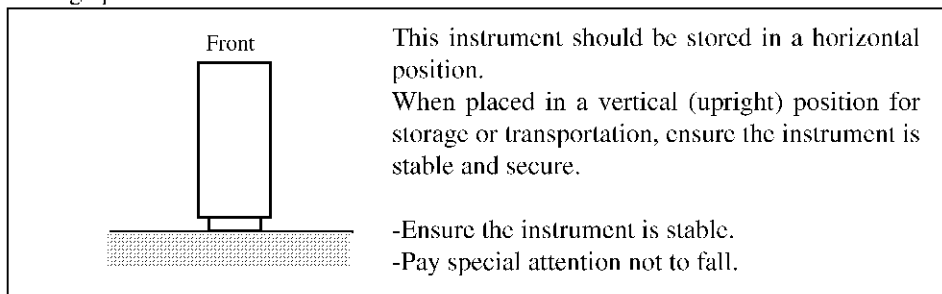 Front
This instrument should be stored in a horizontal
position.
When placed in a vertical (upright) position for
storage or transportation, ensure the instrument is
stable and secure.
-Ensure the instrument is stable.
-Pay special attention not to fall.